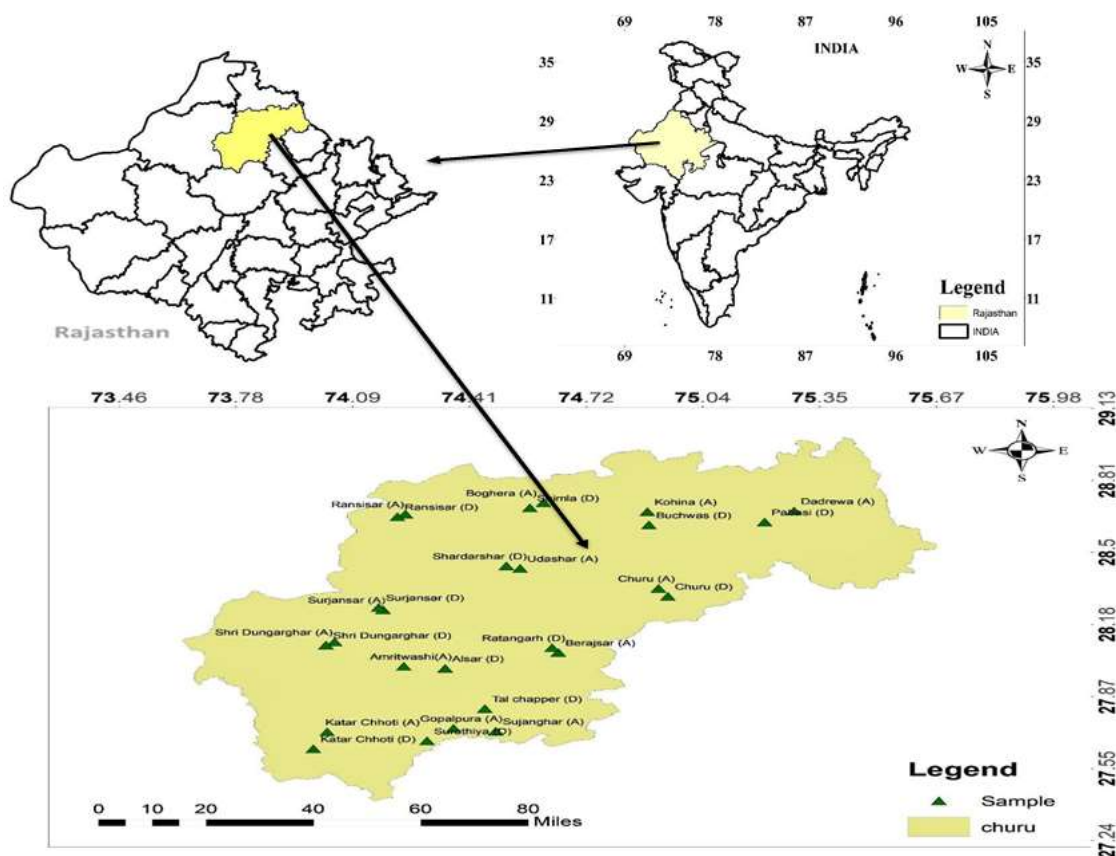 69 78 87 96 105
INDIA
N
W E
S
35 35
29 29
23 23
17 17
11 11
Legend
Rajasthan
INDIA
Rajasthan
69 78 87 96 105
73.46 73.78 74.09 74.41 74.72 75.04 75.35 75.67 75.98
29.13
28.81
28.5
28.18
27.87
27.55
27.24
N
W E
S
Boghera (A)
Ransisar (A) Ransisar (D)
Kohina (A)
Buchwas (D)
Dadrewa (A)
Shardarshar (D) Udashar (A)
Churu (A)
Churu (D)
Surjansar (A) Surjansar (D)
Shri Dungarghar (A) Shri Dungarghar (D)
Ratangarh (D) Berajsar (A)
Amritwashi(A) Alsar (D)
Tal chapper (D)
Katar Chhoti (A) Gopalpura (A) Sujanghar (A)
Katar Chhoti (D)
Legend
Sample
churu
0 10 20 40 60 80
Miles